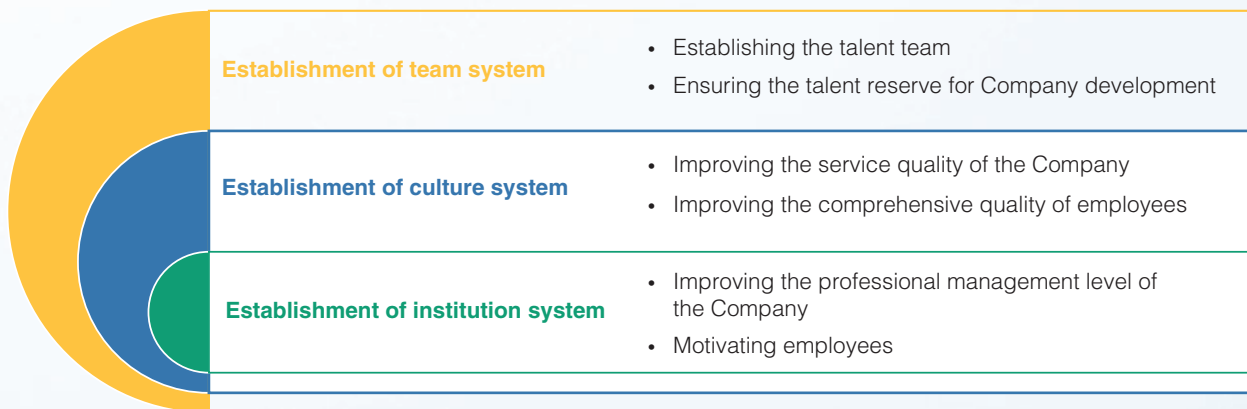 Establishment of team system
• Establishing the talent team
• Ensuring the talent reserve for Company development
Establishment of culture system
• Improving the service quality of the Company
• Improving the comprehensive quality of employees
Establishment of institution system
• Improving the professional management level of
the Company
• Motivating employees